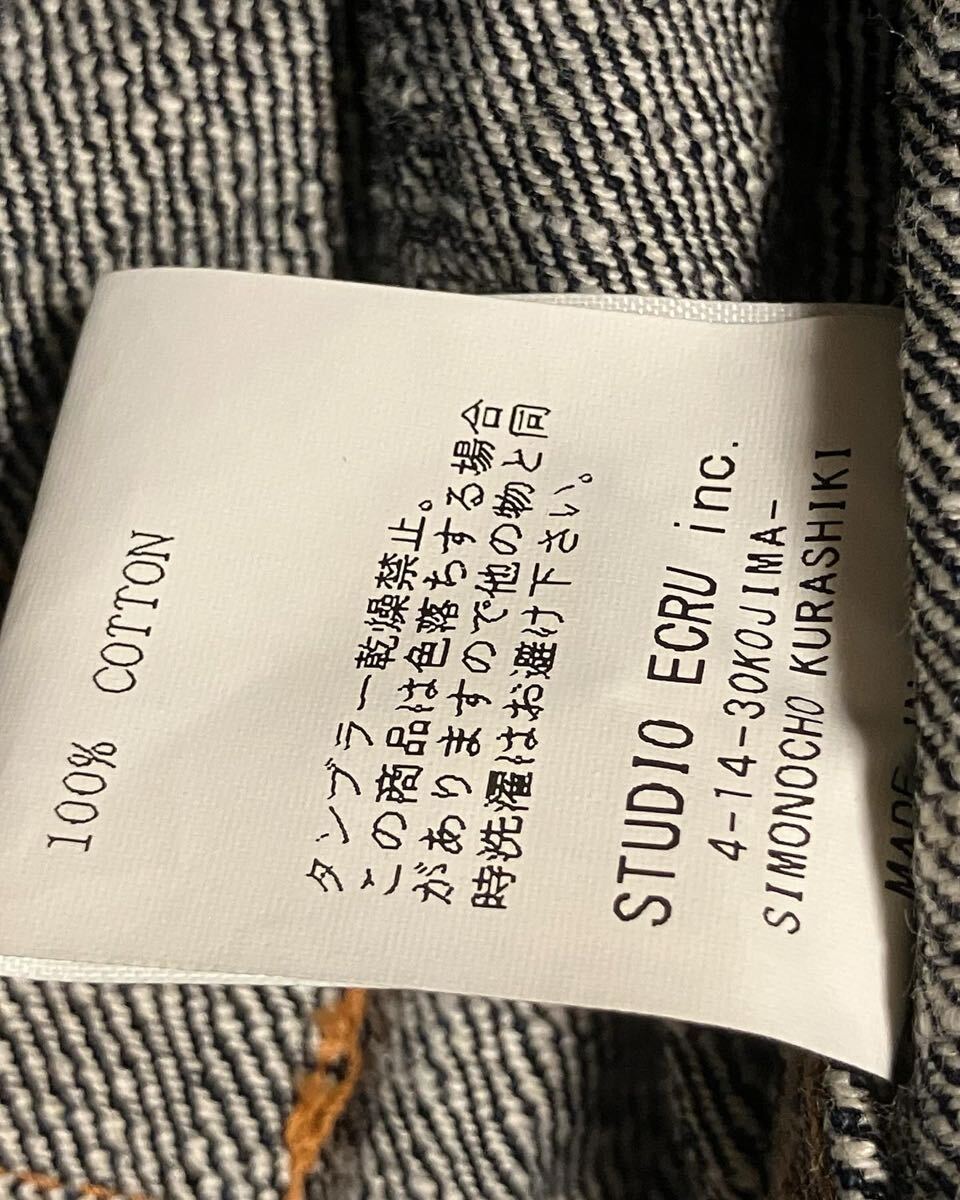 100% COTTON
タンブラー乾燥禁止。
この商品は色落ちする場合
がありますので他の物と同
時洗濯はお避け下さい。
STUDIO ECRU inc.
4-14-30KOJIMA-
SIMONOCHO KURASHIKI
MADE IN